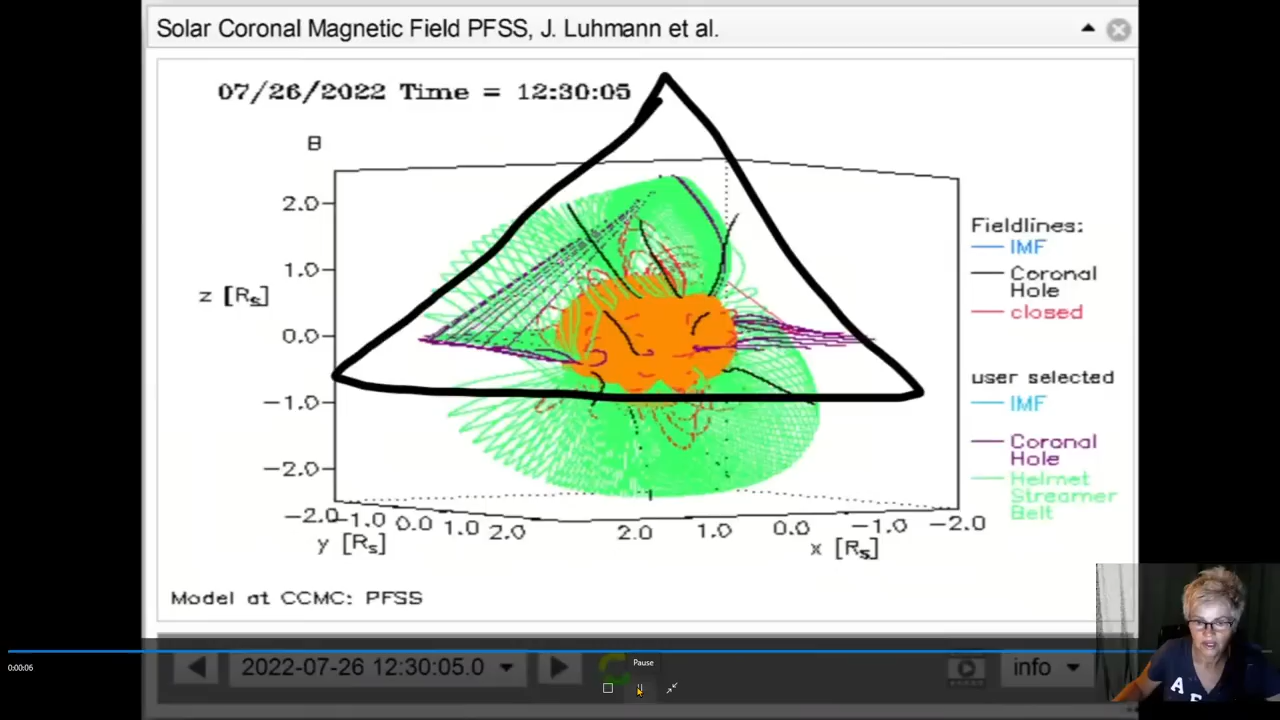 Solar Coronal Magnetic Field PFSS, J. Luhmann et al.
07/26/2022 Time = 12:30:05
B
2.0
1.0
z [Rs]
0.0
-1.0
-2.0
-2.0 -1.0 0.0 1.0 2.0
y [Rs]
2.0 1.0 0.0 -1.0 -2.0
x [Rs]
Fieldlines:
IMF
Coronal
Hole
closed
user selected
IMF
Coronal
Hole
Helmet
Streamer
Belt
Model at CCMC: PFSS
0:00:06
Pause
2022-07-26 12:30:05.0
info